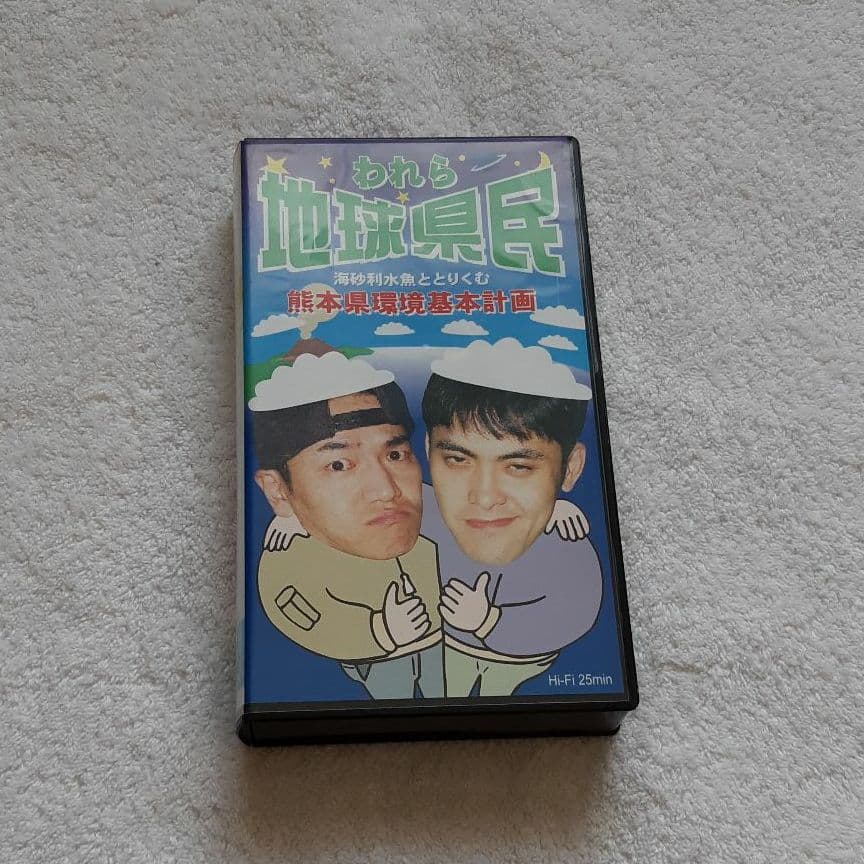 われら
地球県民
海砂利水魚ととりくむ
熊本県環境基本計画
Hi-Fi 25min